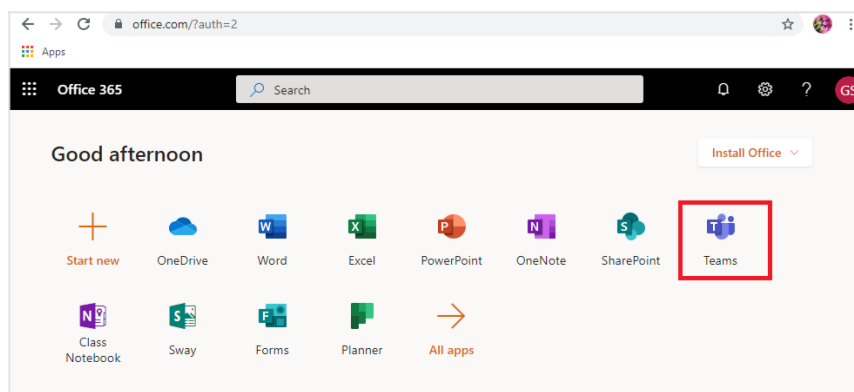 office.com/?auth=2
Apps
Office 365
Search
?
GS
Good afternoon
Install Office
Start new
OneDrive
Word
Excel
PowerPoint
OneNote
SharePoint
Teams
Class
Notebook
Sway
Forms
Planner
All apps